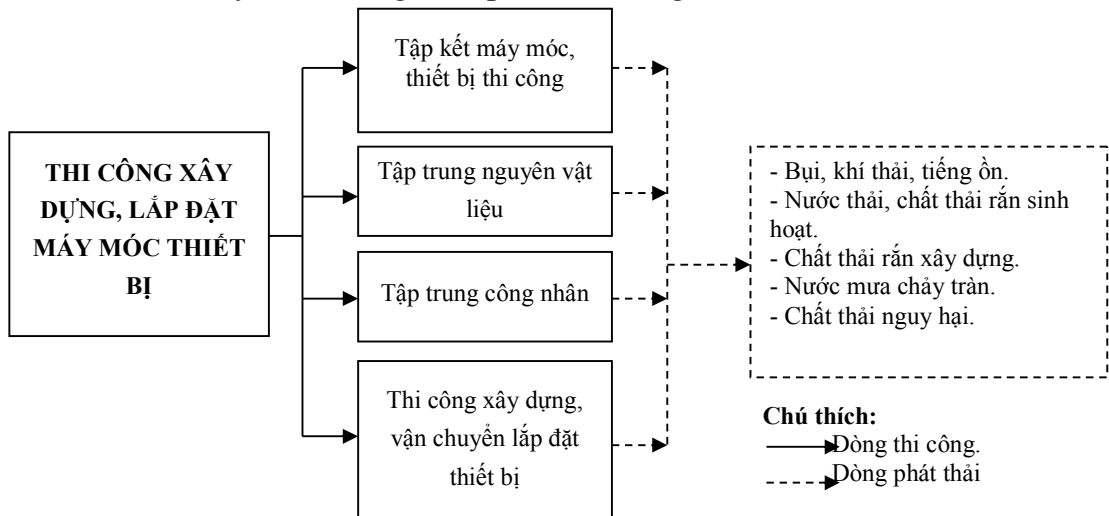 Tập kết máy móc,
thiết bị thi công
THI CÔNG XÂY
DỰNG, LẮP ĐẶT
MÁY MÓC THIẾT
BỊ
Tập trung nguyên vật
liệu
Tập trung công nhân
Thi công xây dựng,
vận chuyển lắp đặt
thiết bị
- Bụi, khí thải, tiếng ồn.
- Nước thải, chất thải rắn sinh
hoạt.
- Chất thải rắn xây dựng.
- Nước mưa chảy tràn.
- Chất thải nguy hại.
Chú thích:
Dòng thi công.
Dòng phát thải